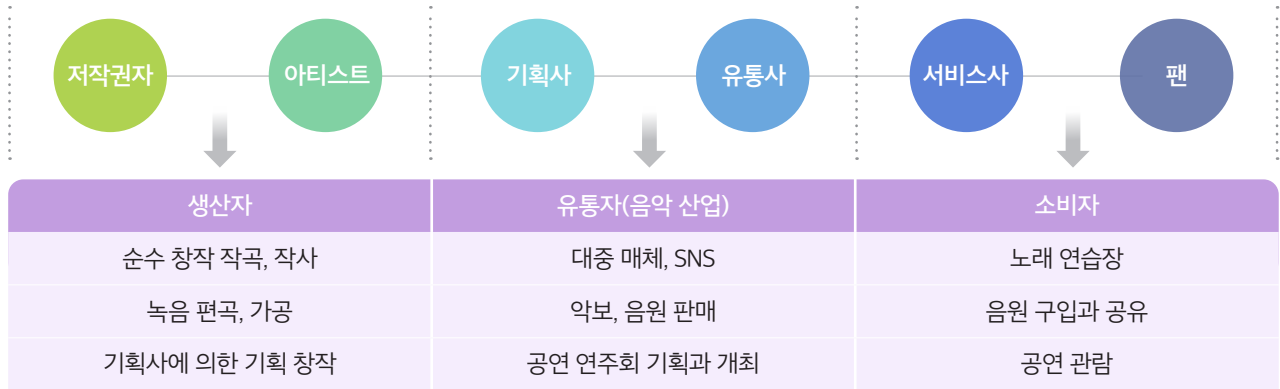 저작권자 아티스트 기획사 유통사 서비스사 팬
생산자 유통자(음악 산업) 소비자
순수 창작 작곡, 작사 대중 매체, SNS 노래 연습장
녹음 편곡, 가공 악보, 음원 판매 음원 구입과 공유
기획사에 의한 기획 창작 공연 연주회 기획과 개최 공연 관람